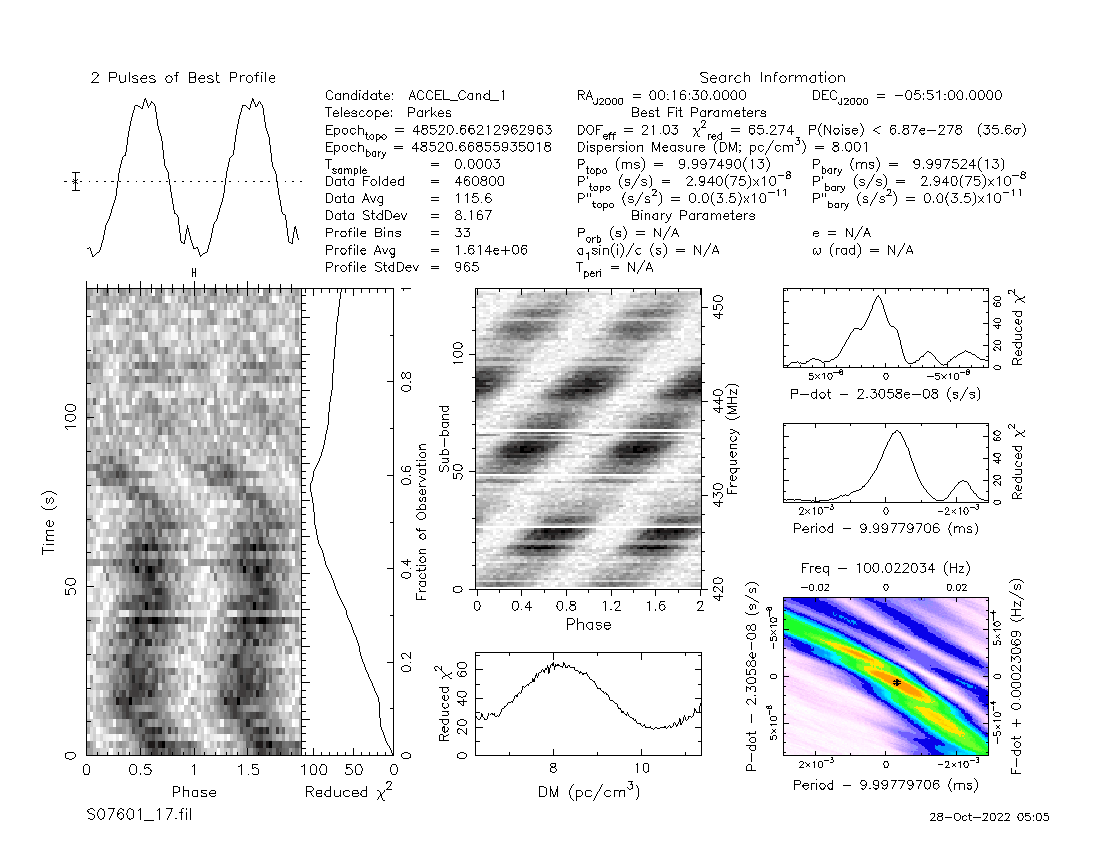 2 Pulses of Best Profile
Search Information
Candidate: ACCEL_Cand_1
RA_J2000 = 00:16:30.0000 DEC_J2000 = −05:51:00.0000
Telescope: Parkes
Best Fit Parameters
Epoch_topo = 48520.66212962963
DOF_eff = 21.03 χ²_red = 65.274 P(Noise) < 6.87e−278 (35.6σ)
Epoch_bary = 48520.66855935018
Dispersion Measure (DM; pc/cm³) = 8.001
T_sample = 0.0003
P_topo (ms) = 9.997490(13) P_bary (ms) = 9.997524(13)
Data Folded = 460800
P'_topo (s/s) = 2.940(75)x10⁻⁸ P'_bary (s/s) = 2.940(75)x10⁻⁸
Data Avg = 115.6
P''_topo (s/s²) = 0.0(3.5)x10⁻¹¹ P''_bary (s/s²) = 0.0(3.5)x10⁻¹¹
Data StdDev = 8.167
Binary Parameters
Profile Bins = 33
P_orb (s) = N/A e = N/A
Profile Avg = 1.614e+06
a₁sin(i)/c (s) = N/A ω (rad) = N/A
Profile StdDev = 965
T_peri = N/A
0 50 100
Time (s)
0 0.5 1 1.5
Phase
100 50 0
Reduced χ²
0.2 0.4 0.6 0.8
Fraction of Observation
0 50 100
Sub−band
0 0.4 0.8 1.2 1.6 2
Phase
420 430 440 450
Frequency (MHz)
0 20 40 60
Reduced χ²
8 10
DM (pc/cm³)
0 20 40 60
Reduced χ²
5×10⁻⁸ 0 −5×10⁻⁸
P−dot − 2.3058e−08 (s/s)
0 20 40 60
Reduced χ²
2×10⁻³ 0 −2×10⁻³
Period − 9.99779706 (ms)
Freq − 100.022034 (Hz)
−0.02 0 0.02
5×10⁻⁸ 0 −5×10⁻⁸
P−dot − 2.3058e−08 (s/s)
−5×10⁻⁴ 0 5×10⁻⁴
F−dot + 0.00023069 (Hz/s)
2×10⁻³ 0 −2×10⁻³
Period − 9.99779706 (ms)
S07601_17.fil
28−Oct−2022 05:05